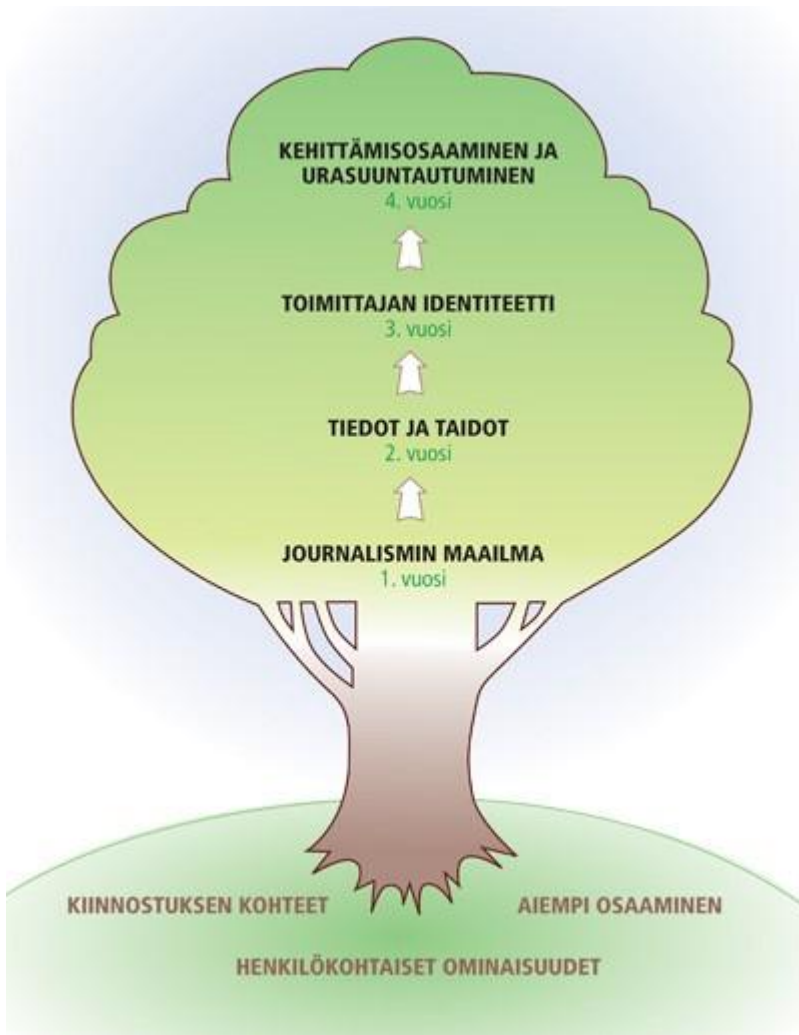 KEHITTÄMISOSAAMINEN JA
URASUUNTAUTUMINEN
4. vuosi
TOIMITTAJAN IDENTITEETTI
3. vuosi
TIEDOT JA TAIDOT
2. vuosi
JOURNALISMIN MAAILMA
1. vuosi
KIINNOSTUKSEN KOHTEET
AIEMPI OSAAMINEN
HENKILÖKOHTAISET OMINAISUUDET